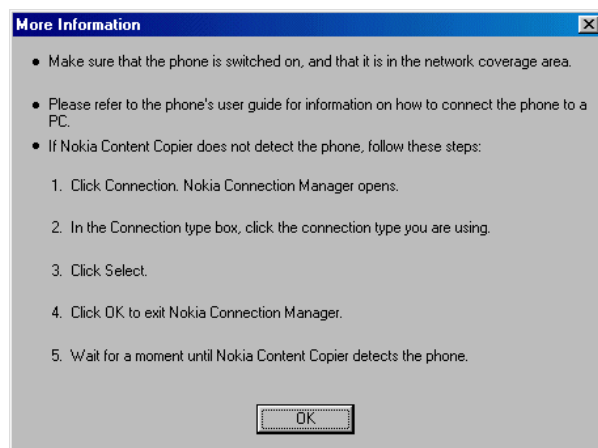 More Information
• Make sure that the phone is switched on, and that it is in the network coverage area.
• Please refer to the phone's user guide for information on how to connect the phone to a
PC.
• If Nokia Content Copier does not detect the phone, follow these steps:
1. Click Connection. Nokia Connection Manager opens.
2. In the Connection type box, click the connection type you are using.
3. Click Select.
4. Click OK to exit Nokia Connection Manager.
5. Wait for a moment until Nokia Content Copier detects the phone.
OK